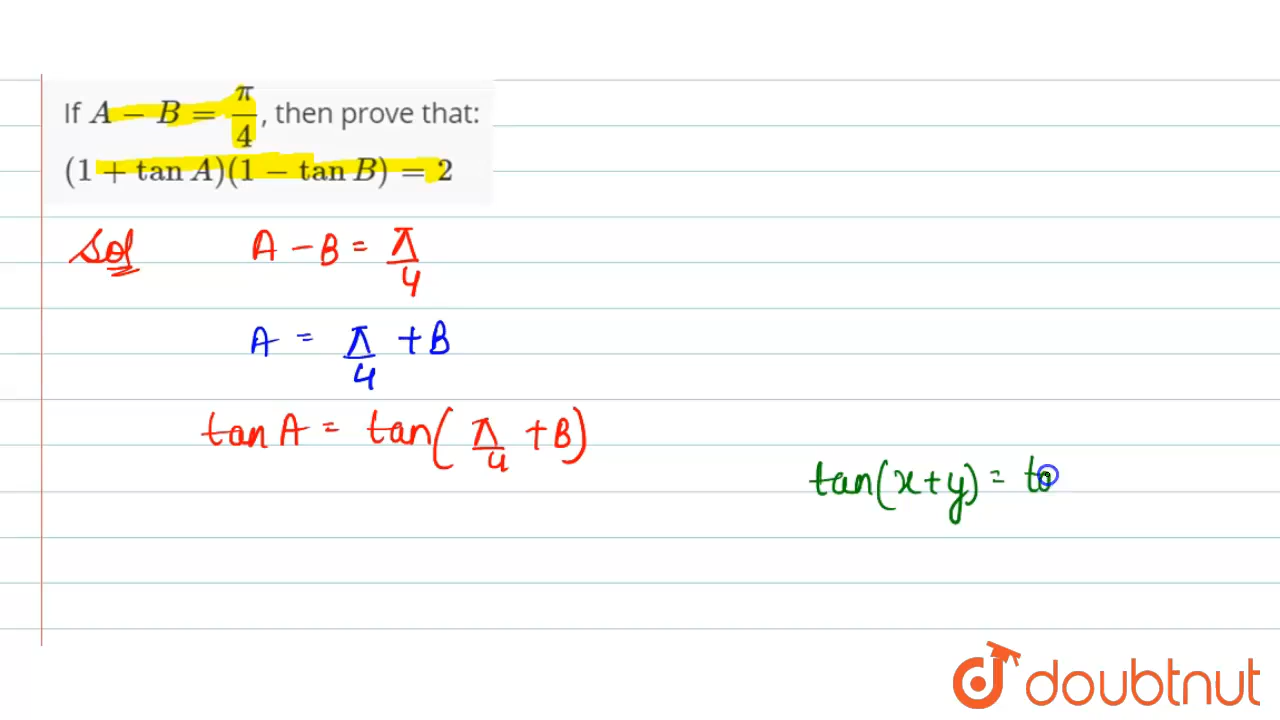 If A − B = π/4, then prove that:
(1 + tan A)(1 − tan B) = 2
Sol A − B = π/4
A = π/4 + B
tan A = tan(π/4 + B)
tan(x+y) = ta
doubtnut